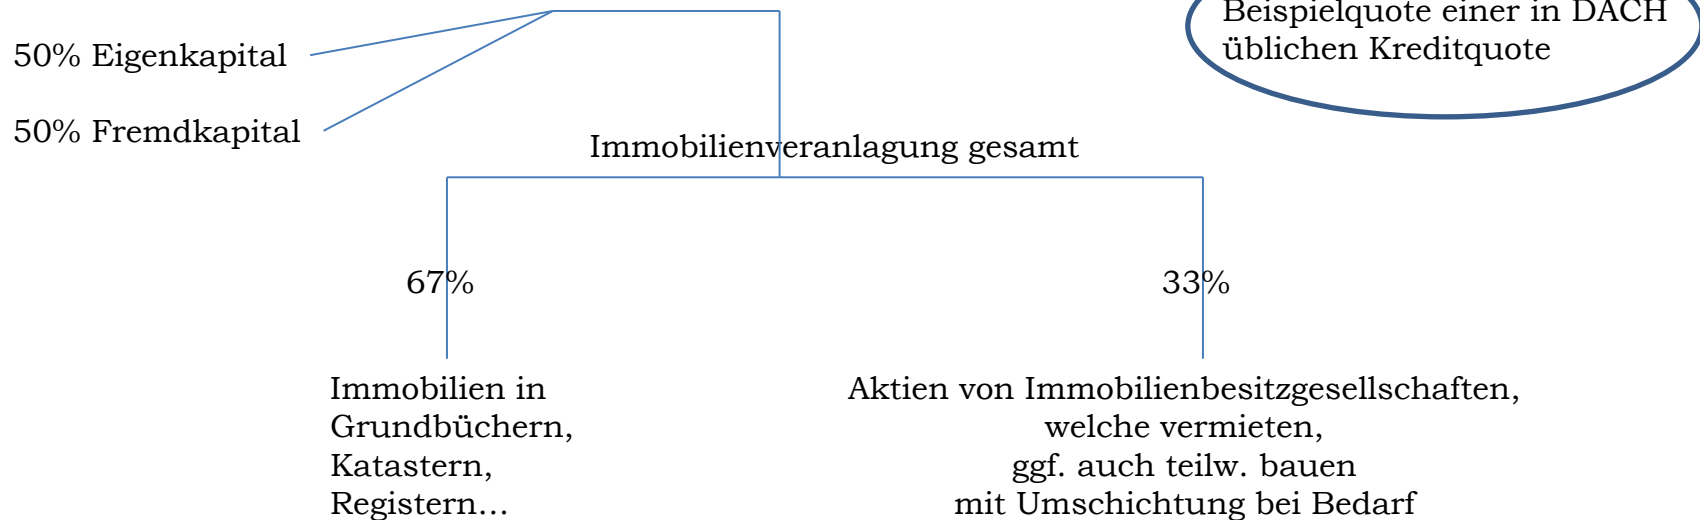 Beispielquote einer in DACH
üblichen Kreditquote
50% Eigenkapital
50% Fremdkapital
Immobilienveranlagung gesamt
67%
33%
Immobilien in
Grundbüchern,
Katastern,
Registern...
Aktien von Immobilienbesitzgesellschaften,
welche vermieten,
ggf. auch teilw. bauen
mit Umschichtung bei Bedarf